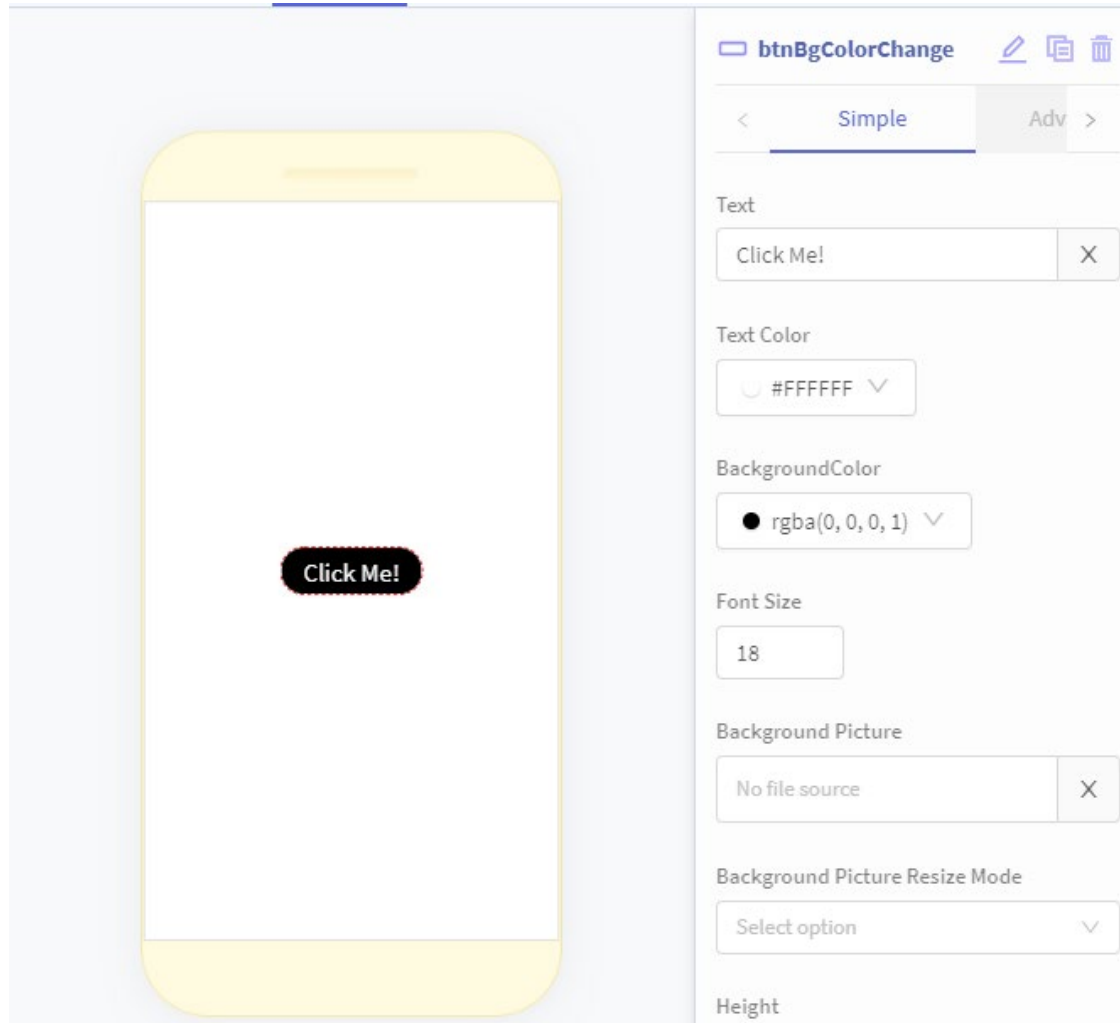 btnBgColorChange
< Simple Adv >
Text
Click Me! X
Text Color
#FFFFFF
BackgroundColor
rgba(0, 0, 0, 1)
Font Size
18
Background Picture
No file source X
Background Picture Resize Mode
Select option
Height
Click Me!